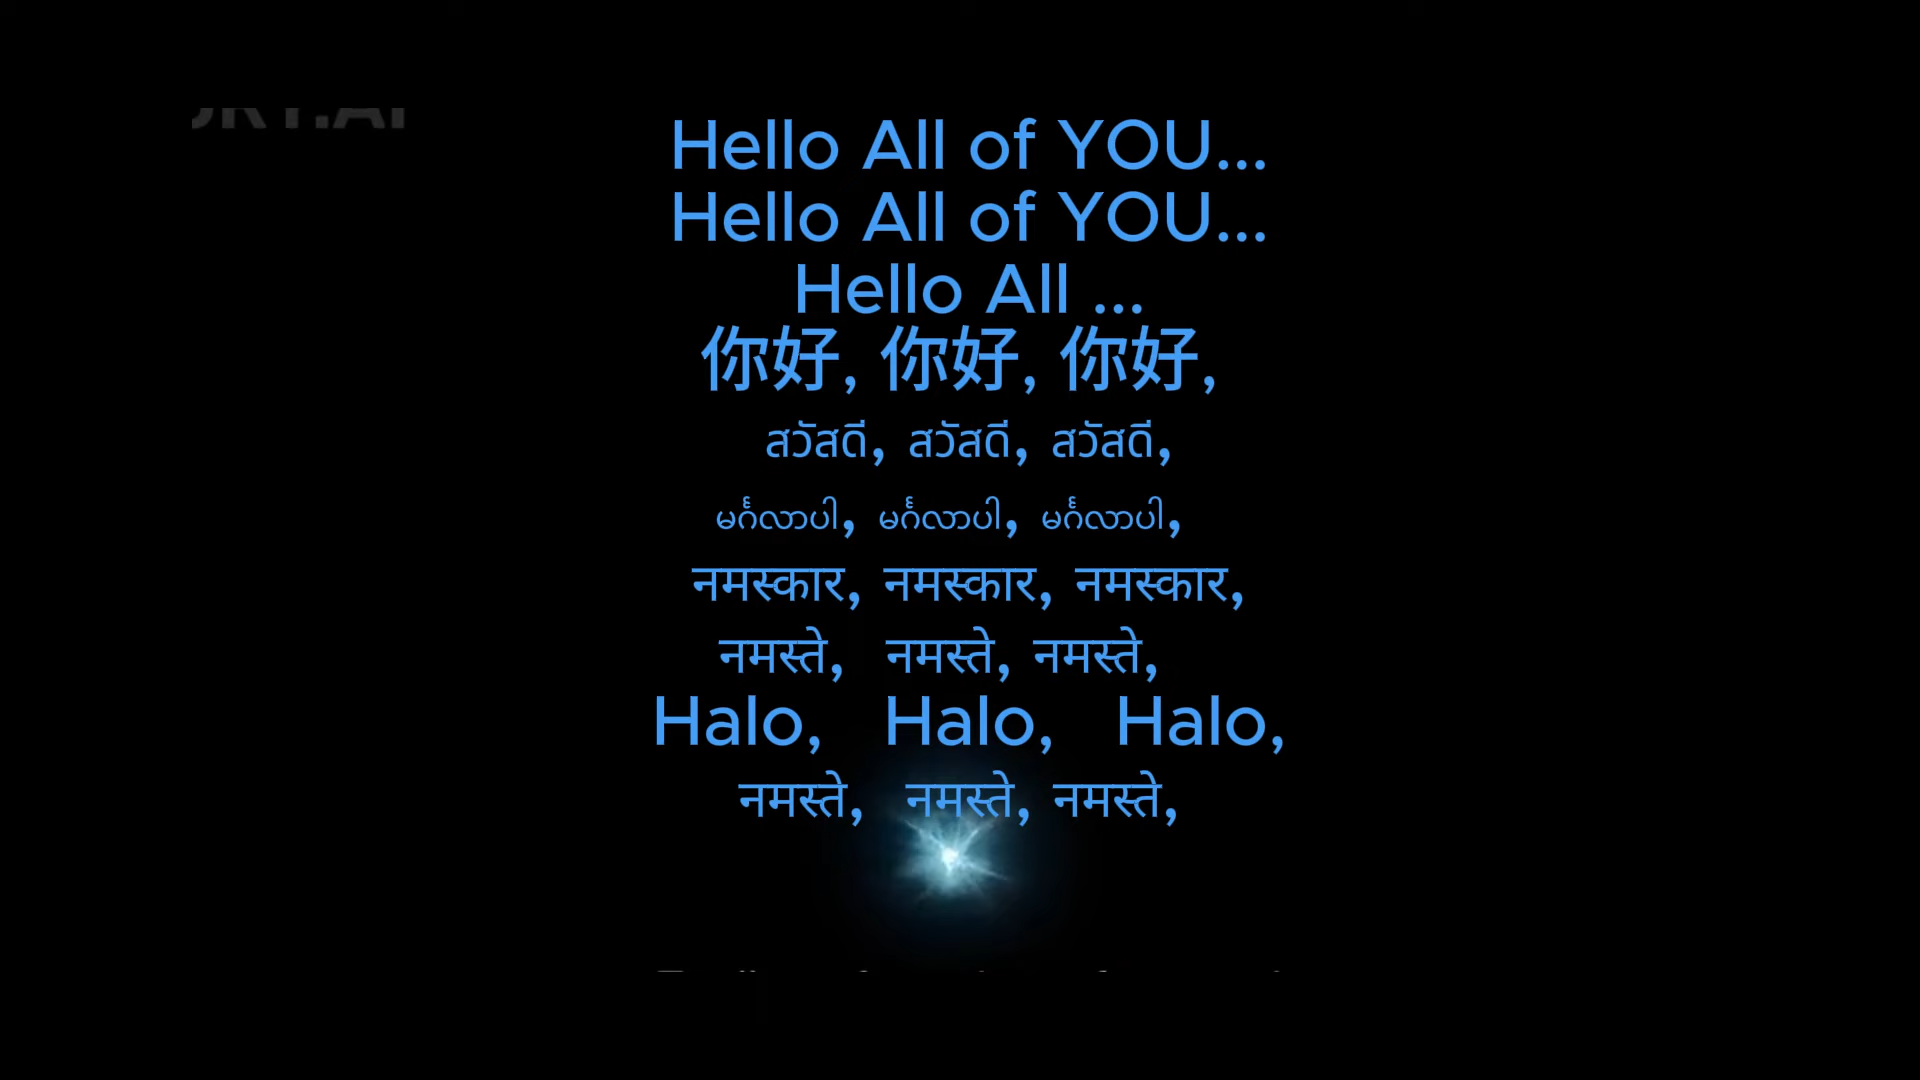 Hello All of YOU...
Hello All of YOU...
Hello All ...
你好, 你好, 你好,
สวัสดี, สวัสดี, สวัสดี,
မင်္ဂလာပါ, မင်္ဂလာပါ, မင်္ဂလာပါ,
नमस्कार, नमस्कार, नमस्कार,
नमस्ते, नमस्ते, नमस्ते,
Halo, Halo, Halo,
नमस्ते, नमस्ते, नमस्ते,